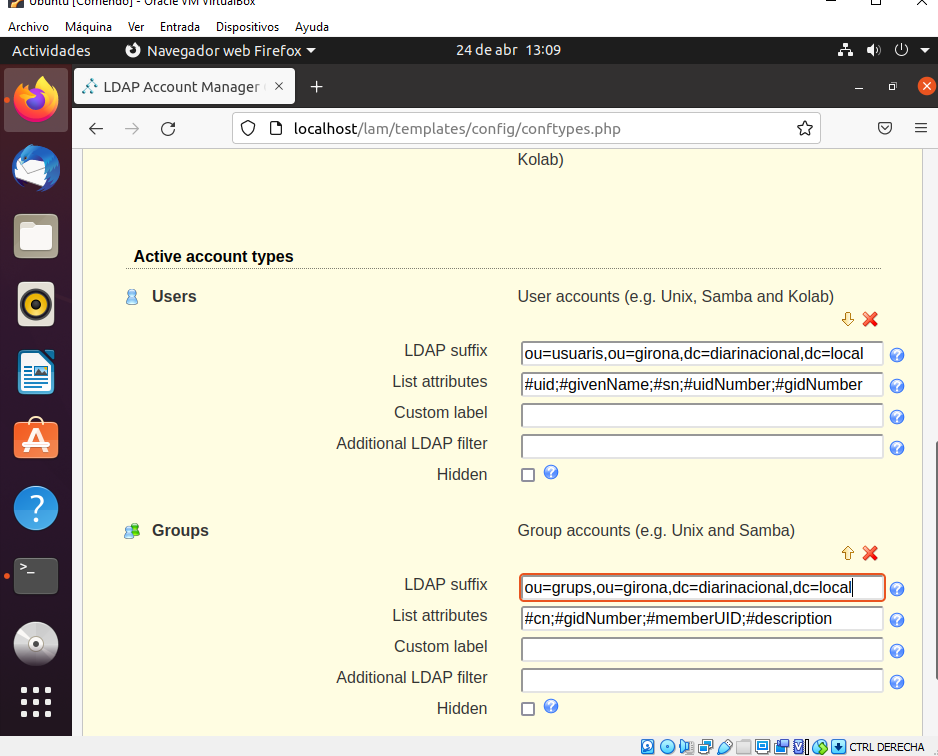 Ubuntu [Corriendo] - Oracle VM VirtualBox
Archivo Máquina Ver Entrada Dispositivos Ayuda
Actividades Navegador web Firefox 24 de abr 13:09
LDAP Account Manager
localhost/lam/templates/config/conftypes.php
Kolab)
Active account types
Users User accounts (e.g. Unix, Samba and Kolab)
LDAP suffix ou=usuaris,ou=girona,dc=diarinacional,dc=local
List attributes #uid;#givenName;#sn;#uidNumber;#gidNumber
Custom label
Additional LDAP filter
Hidden
Groups Group accounts (e.g. Unix and Samba)
LDAP suffix ou=grups,ou=girona,dc=diarinacional,dc=local
List attributes #cn;#gidNumber;#memberUID;#description
Custom label
Additional LDAP filter
Hidden
CTRL DERECHA